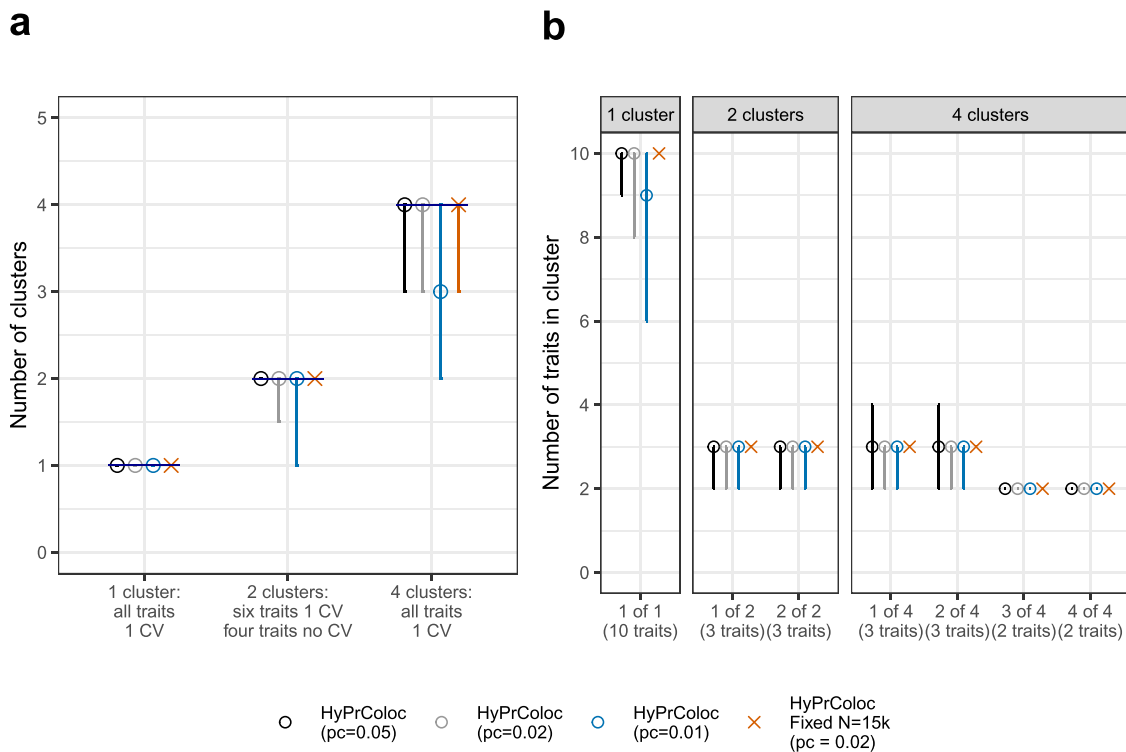 a
b
Number of clusters
5
4
3
2
1
0
1 cluster:
all traits
1 CV
2 clusters:
six traits 1 CV
four traits no CV
4 clusters:
all traits
1 CV
Number of traits in cluster
1 cluster
2 clusters
4 clusters
10
8
6
4
2
0
1 of 1
(10 traits)
1 of 2
(3 traits)
2 of 2
(3 traits)
1 of 4
(3 traits)
2 of 4
(3 traits)
3 of 4
(2 traits)
4 of 4
(2 traits)
HyPrColoc
(pc=0.05)
HyPrColoc
(pc=0.02)
HyPrColoc
(pc=0.01)
HyPrColoc
Fixed N=15k
(pc = 0.02)